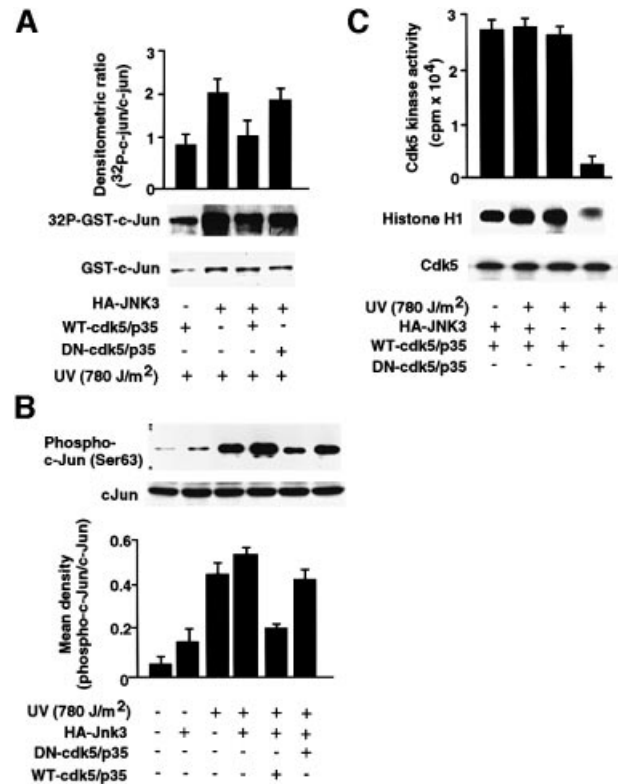 A
Densitometric ratio
(32P-c-jun/c-jun)
3
2
1
0
32P-GST-c-Jun
GST-c-Jun
HA-JNK3 - + + +
WT-cdk5/p35 + - + -
DN-cdk5/p35 - - - +
UV (780 J/m2) + + + +
B
Phospho-
c-Jun (Ser63)
cJun
Mean density
(phospho-c-Jun/c-Jun)
0.6
0.4
0.2
0
UV (780 J/m2) - - + + + +
HA-Jnk3 - + - + + +
DN-cdk5/p35 - - - - - +
WT-cdk5/p35 - - - - + -
C
Cdk5 kinase activity
(cpm x 104)
3
2
1
0
Histone H1
Cdk5
UV (780 J/m2) - + + +
HA-JNK3 + + - +
WT-cdk5/p35 + + + -
DN-cdk5/p35 - - - +